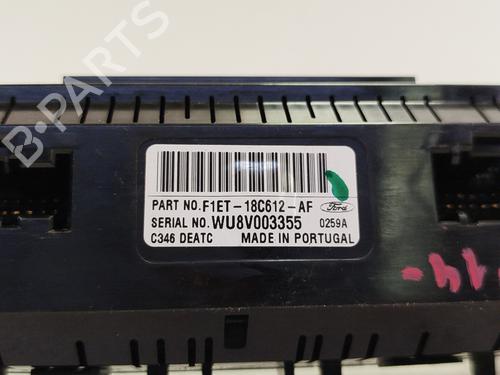 B-PARTS
PART NO. F1ET-18C612-AF Ford
SERIAL NO. WU8V003355 0259A
C346 DEATC MADE IN PORTUGAL